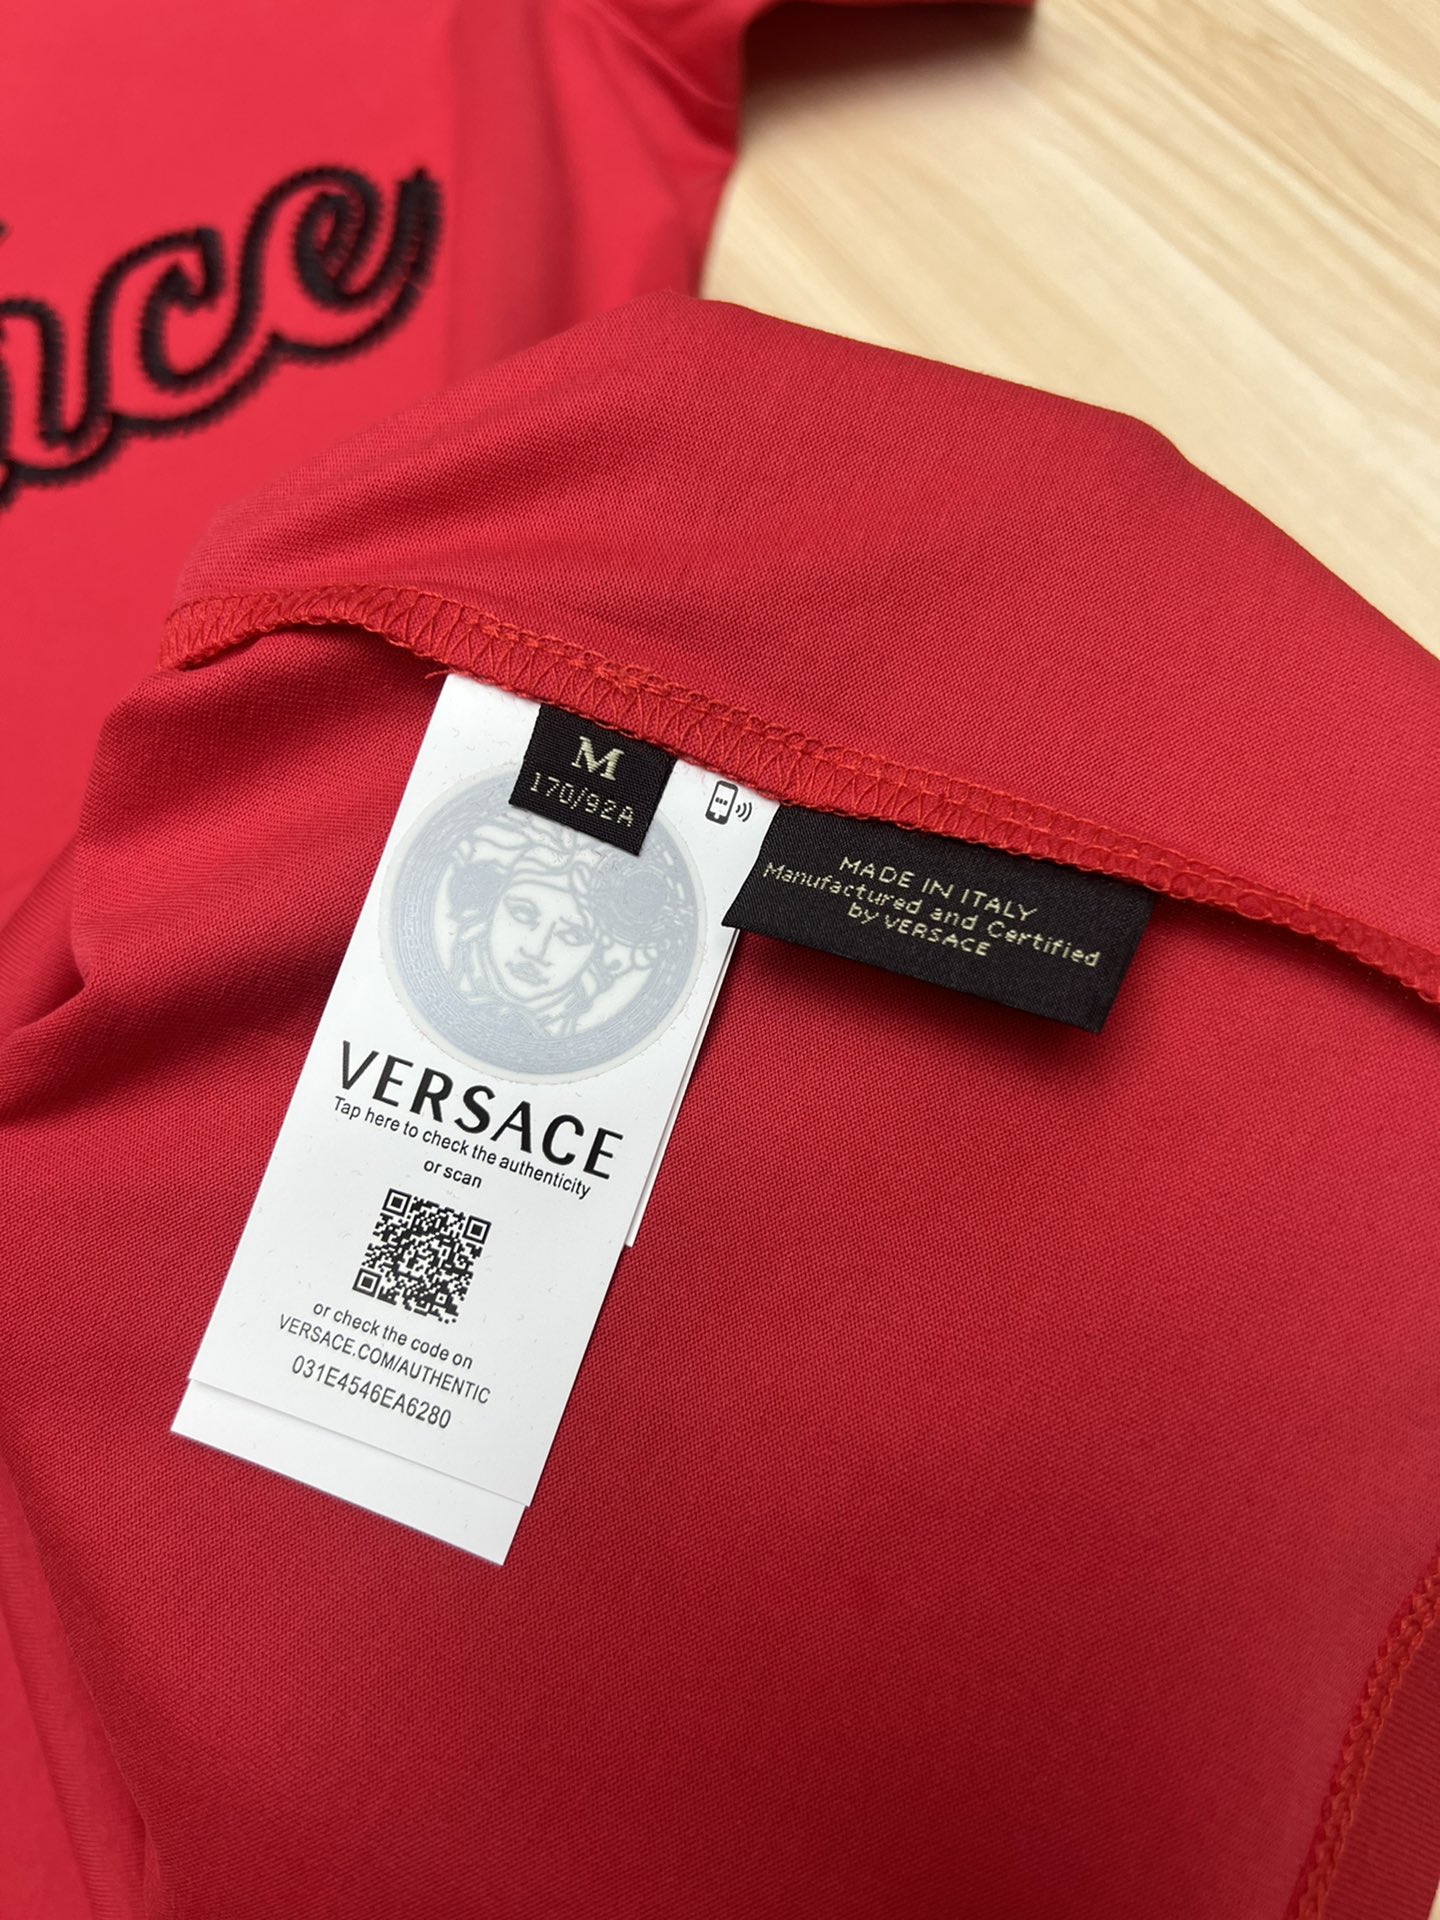 ace
M
170/92A
MADE IN ITALY
Manufactured and Certified
by VERSACE
VERSACE
Tap here to check the authenticity
or scan
or check the code on
VERSACE.COM/AUTHENTIC
031E4546EA6280